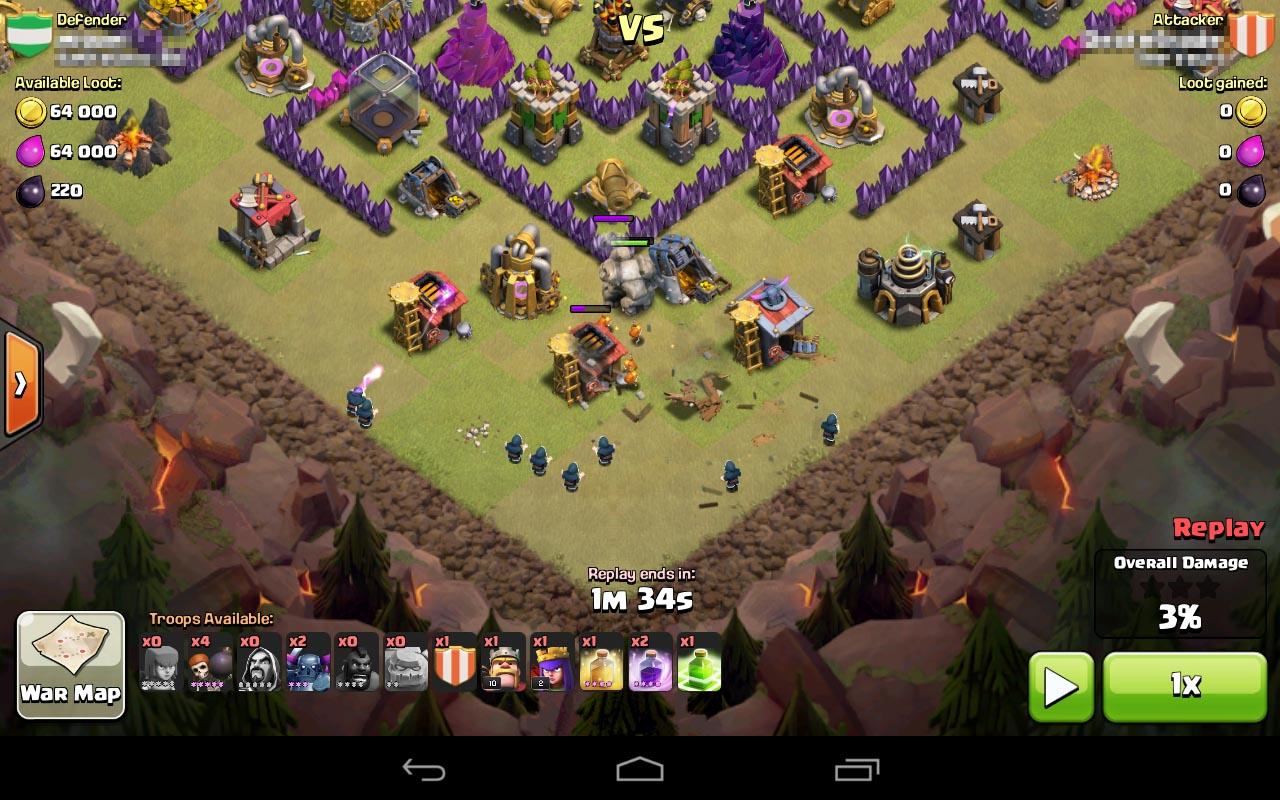 Defender
VS
Attacker
Available Loot:
64 000
64 000
220
Loot gained:
0
0
0
Replay
Overall Damage
3%
Replay ends in:
1M 34s
Troops Available:
x0
x4
x0
x2
x0
x0
x1
x1
x1
x1
x2
x1
10
2
War Map
1x